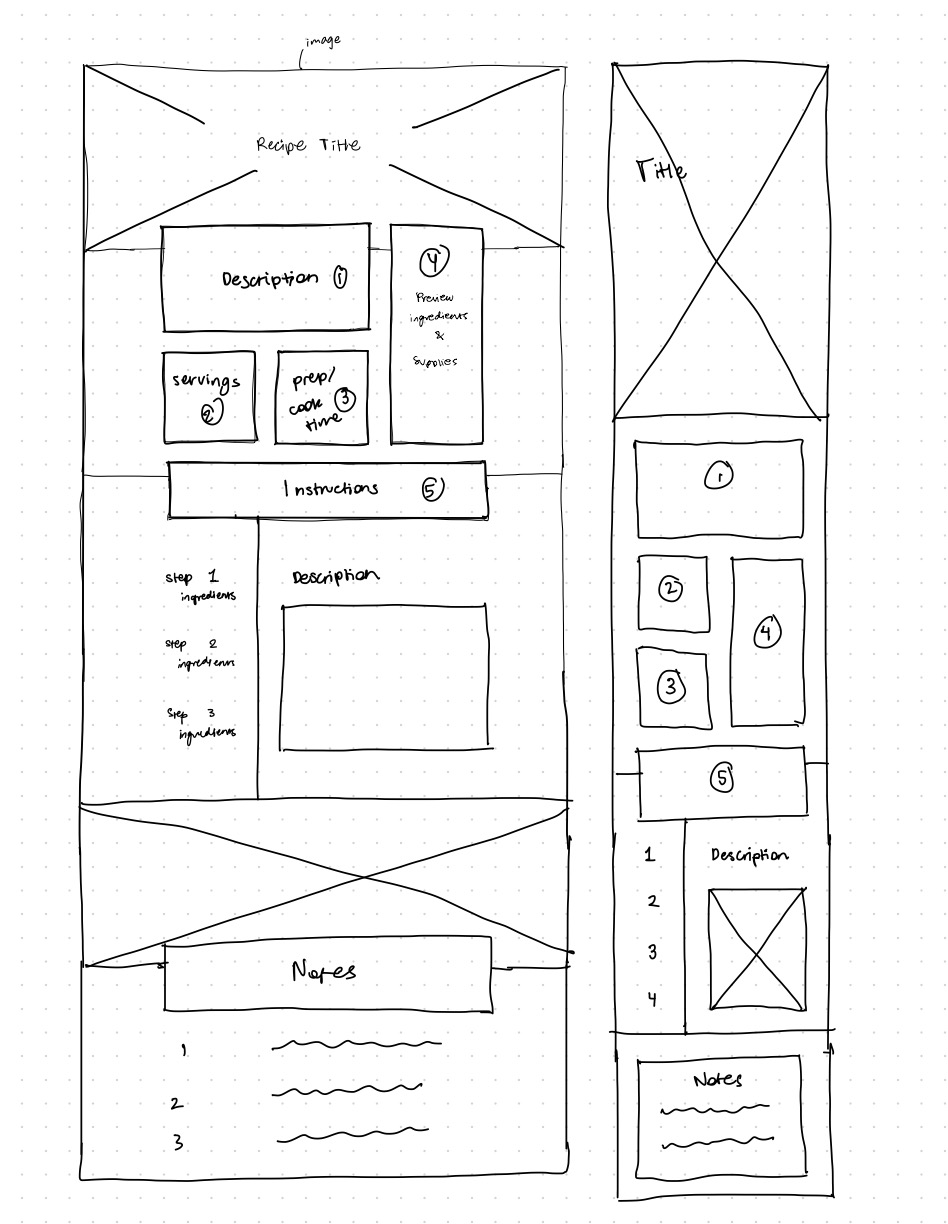 image
Recipe Title
Description 1
4
Preview
ingredients
&
supplies
servings
2
prep/
cook 3
time
Instructions 5
Step 1
ingredients
Description
Step 2
ingredients
Step 3
ingredients
Notes
1
2
3
Title
1
2
3
4
5
1
Description
2
3
4
Notes